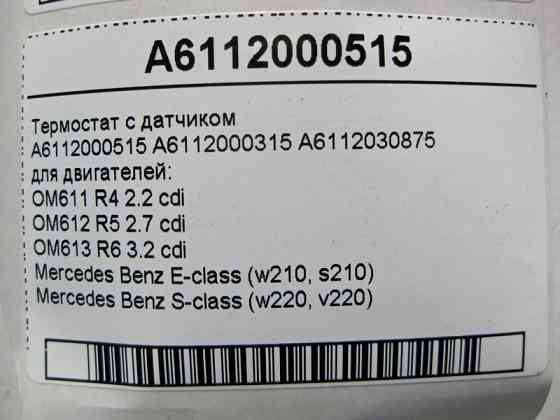 A6112000515
Термостат с датчиком
A6112000515 A6112000315 A6112030875
для двигателей:
OM611 R4 2.2 cdi
OM612 R5 2.7 cdi
OM613 R6 3.2 cdi
Mercedes Benz E-class (w210, s210)
Mercedes Benz S-class (w220, v220)